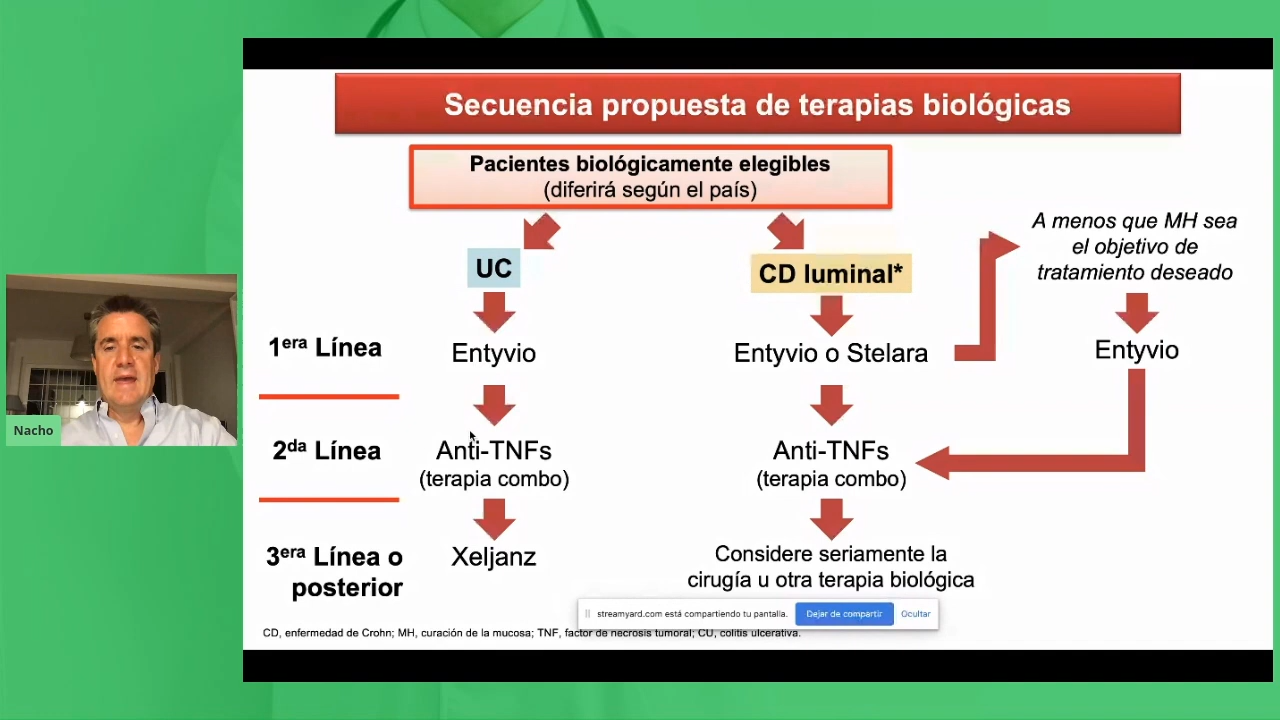 Secuencia propuesta de terapias biológicas
Pacientes biológicamente elegibles
(diferirá según el país)
UC
CD luminal*
A menos que MH sea
el objetivo de
tratamiento deseado
1era Línea
Entyvio
Entyvio o Stelara
Entyvio
2da Línea
Anti-TNFs
(terapia combo)
Anti-TNFs
(terapia combo)
3era Línea o
posterior
Xeljanz
Considere seriamente la
cirugía u otra terapia biológica
streamyard.com está compartiendo tu pantalla.
Dejar de compartir
Ocultar
CD, enfermedad de Crohn; MH, curación de la mucosa; TNF, factor de necrosis tumoral; CU, colitis ulcerativa.
Nacho